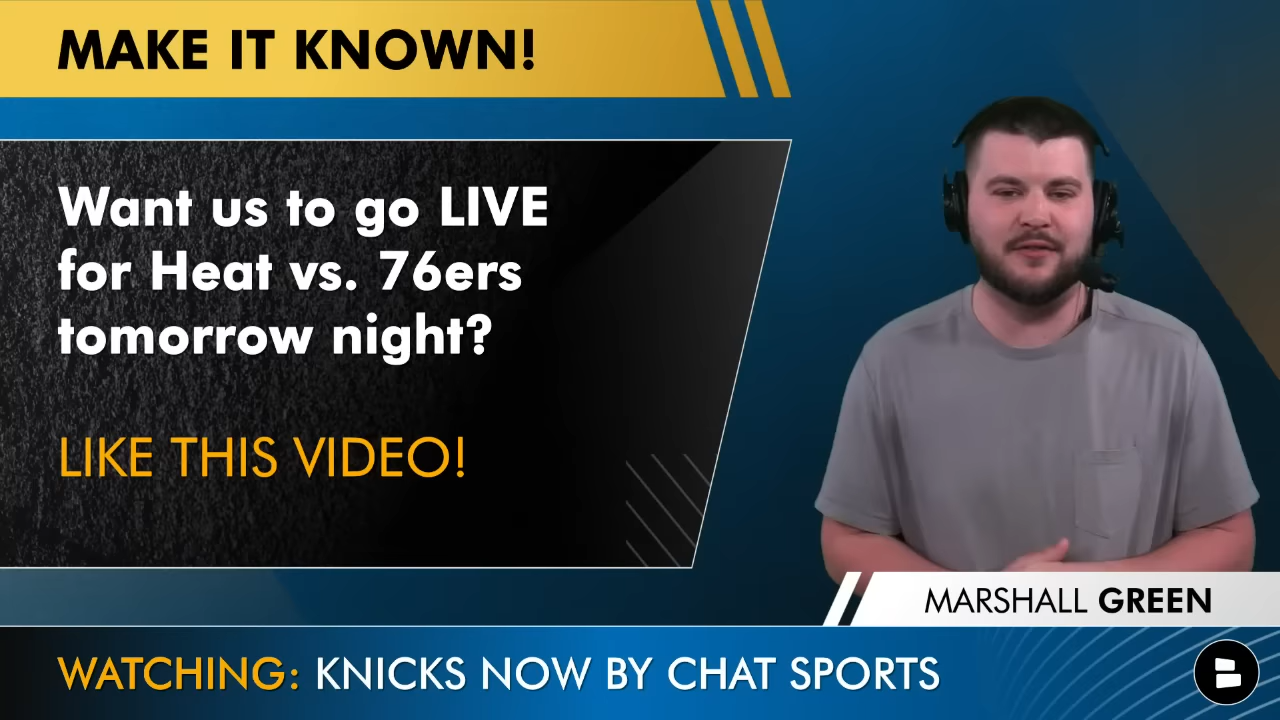 MAKE IT KNOWN!
Want us to go LIVE
for Heat vs. 76ers
tomorrow night?
LIKE THIS VIDEO!
MARSHALL GREEN
WATCHING: KNICKS NOW BY CHAT SPORTS